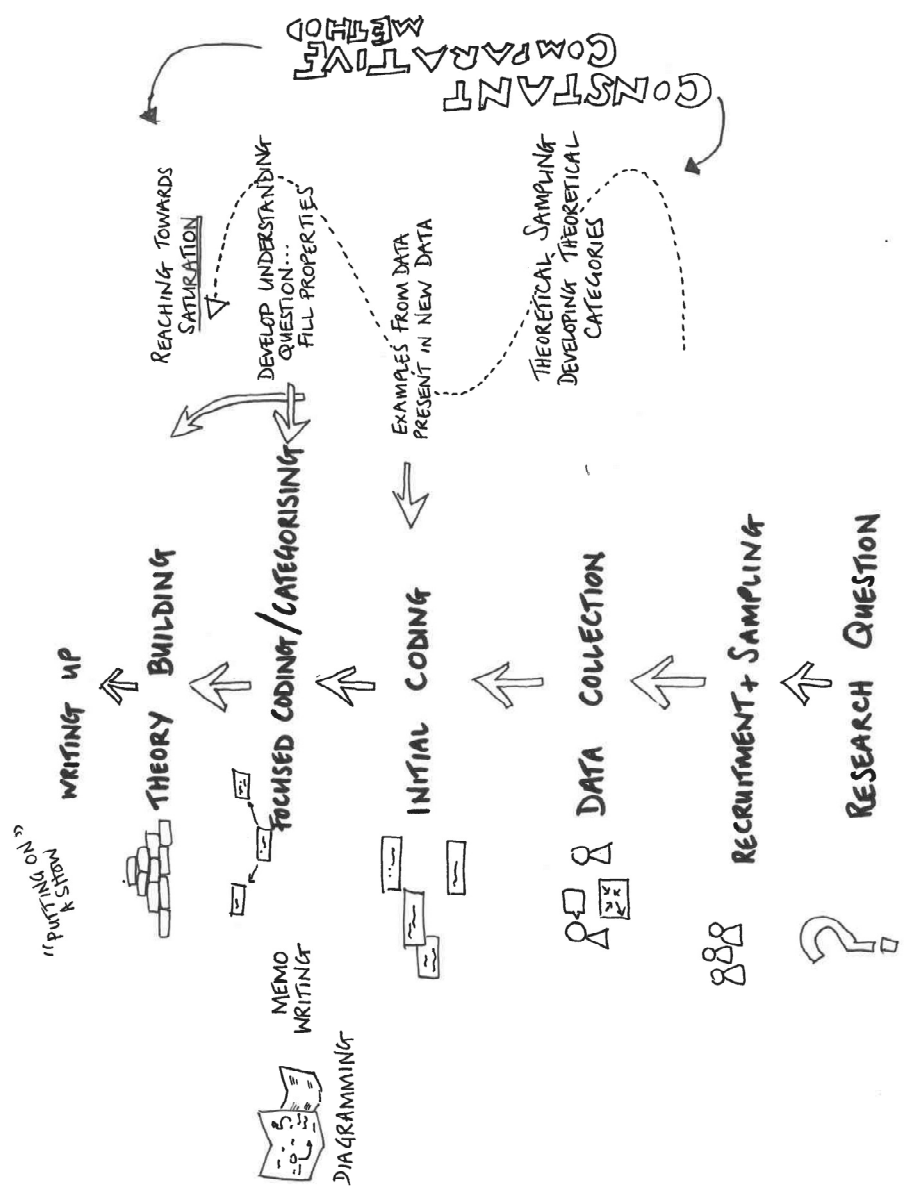 "PUTTING ON"
A SHOW
WRITING UP
THEORY BUILDING
REACHING TOWARDS
SATURATION
MEMO
WRITING
DIAGRAMMING
FOCUSED CODING/CATEGORISING
DEVELOP UNDERSTANDING
QUESTION...
FILL PROPERTIES
INITIAL CODING
EXAMPLES FROM DATA
PRESENT IN NEW DATA
DATA COLLECTION
THEORETICAL SAMPLING
DEVELOPING THEORETICAL
CATEGORIES
RECRUITMENT + SAMPLING
RESEARCH QUESTION
CONSTANT
COMPARATIVE
METHOD